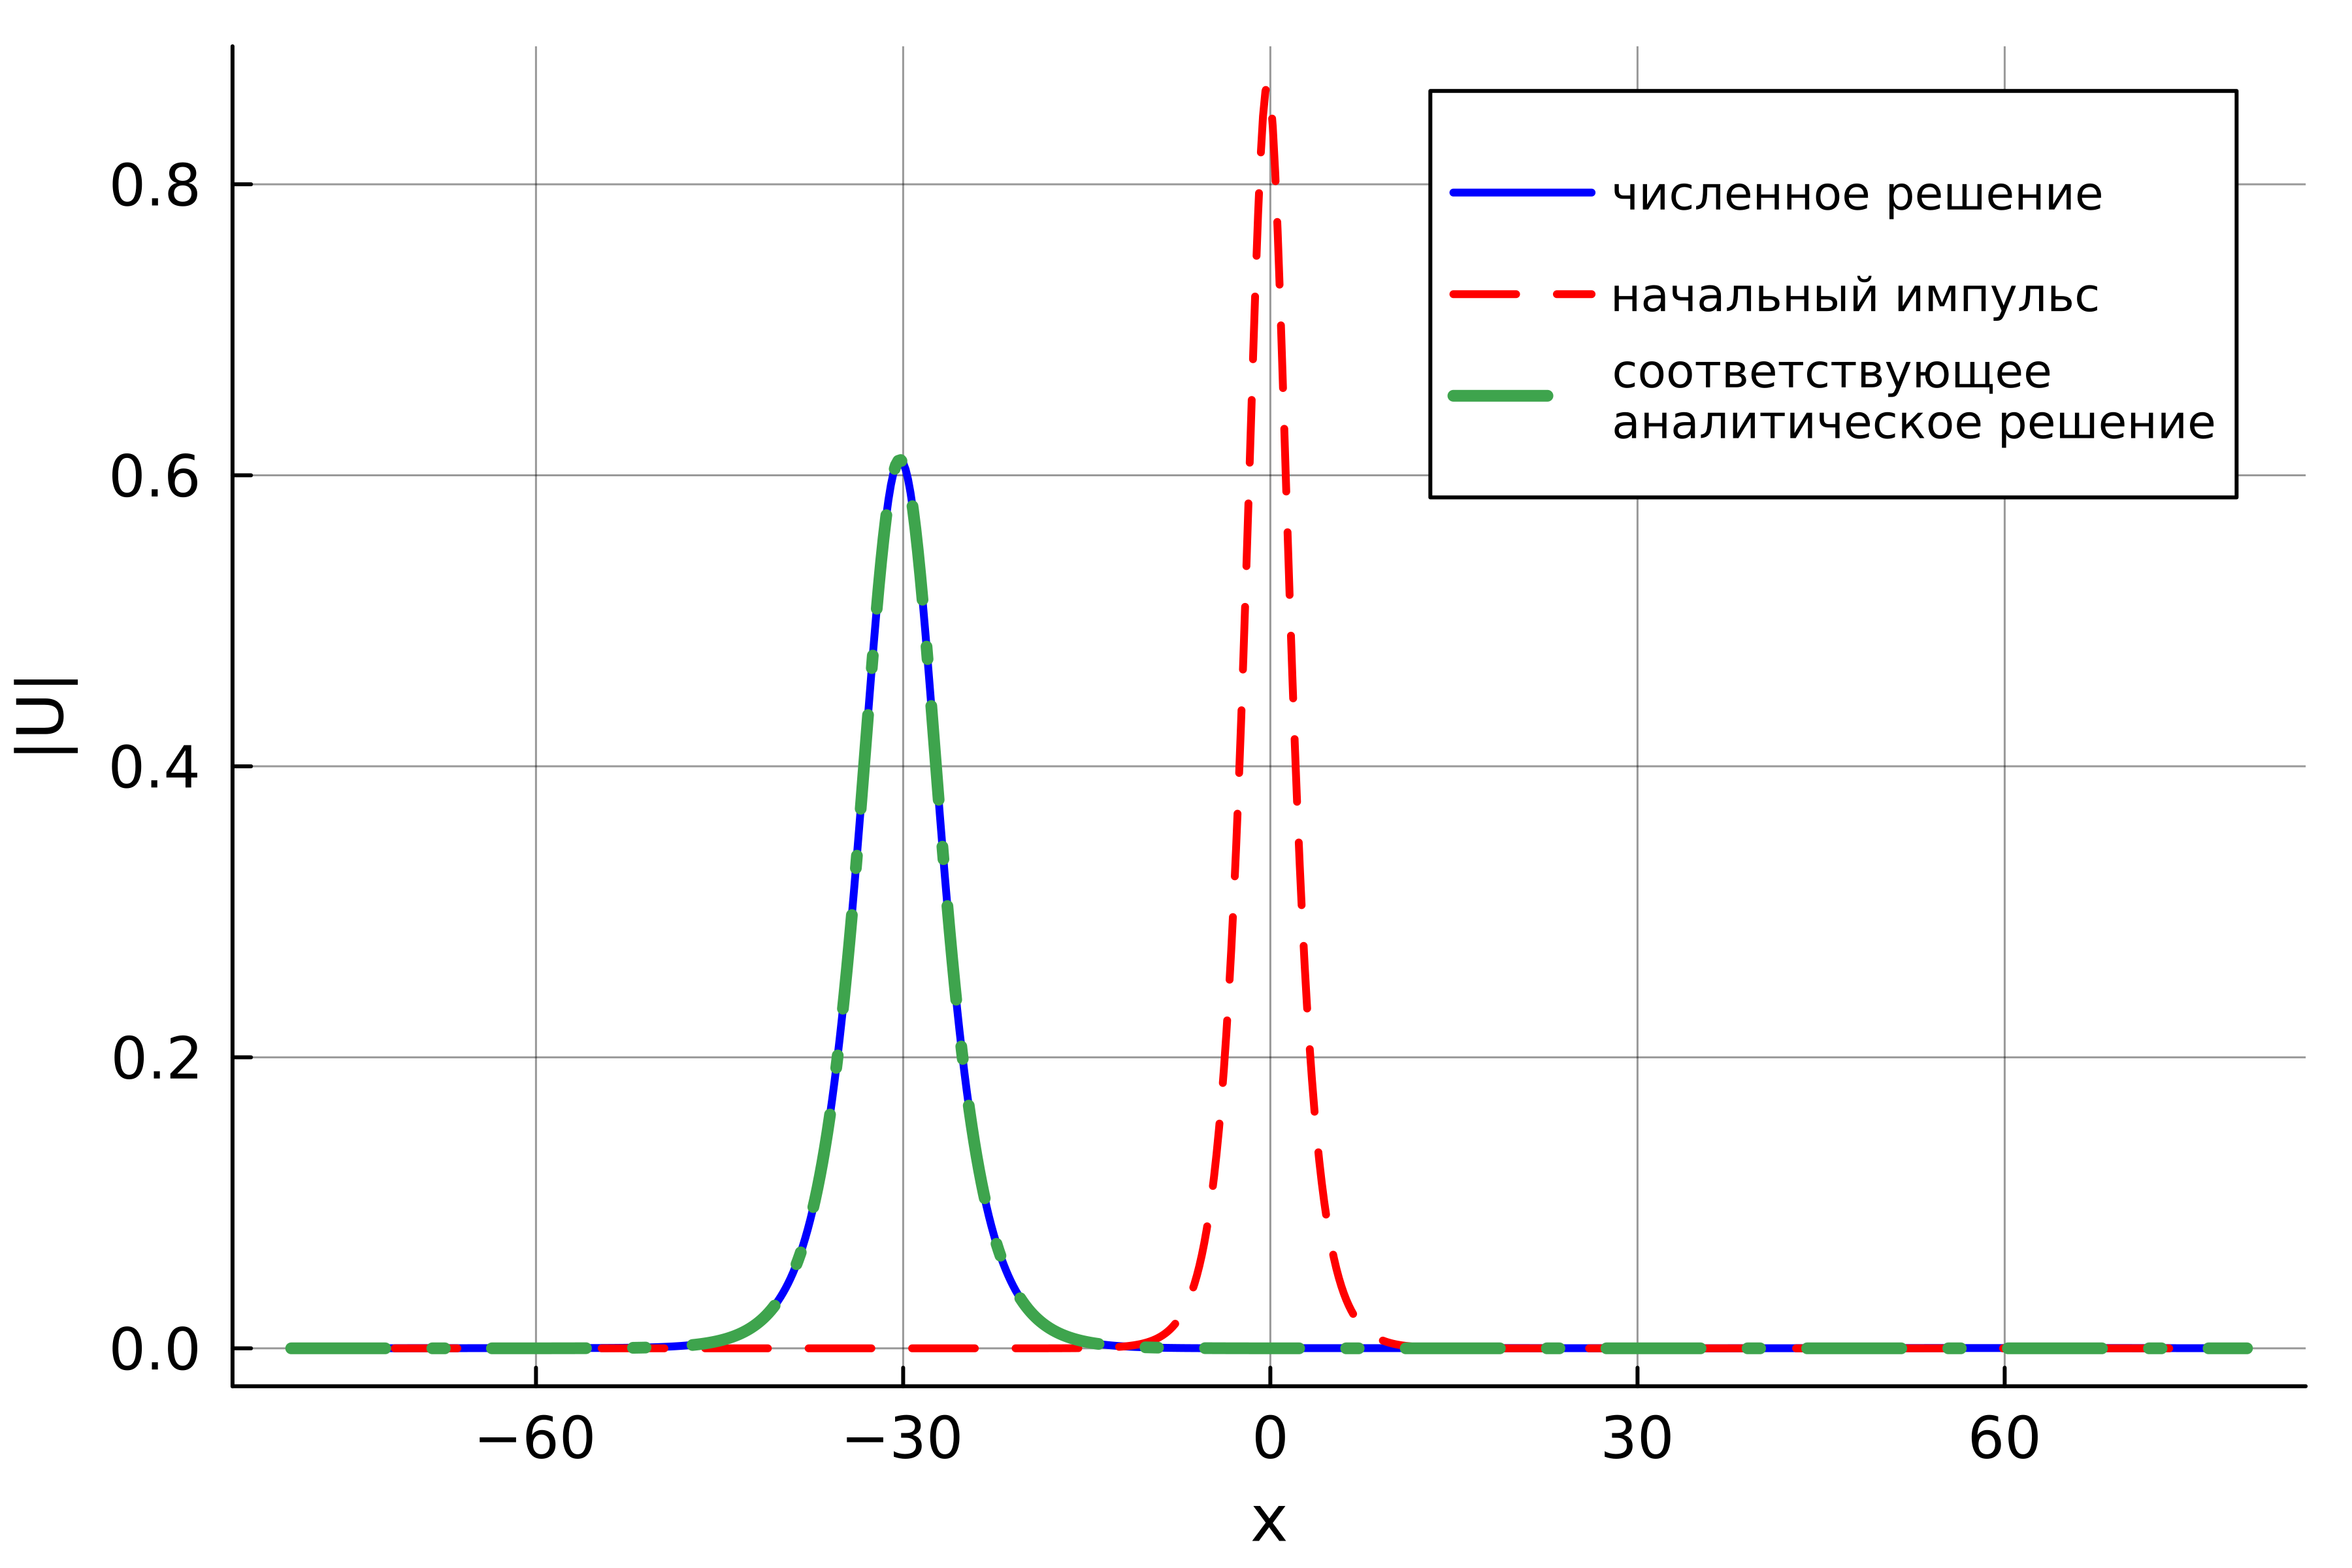 0.8
0.6
0.4
0.2
0.0
|U|
−60
−30
0
30
60
x
численное решение
начальный импульс
соответствующее
аналитическое решение